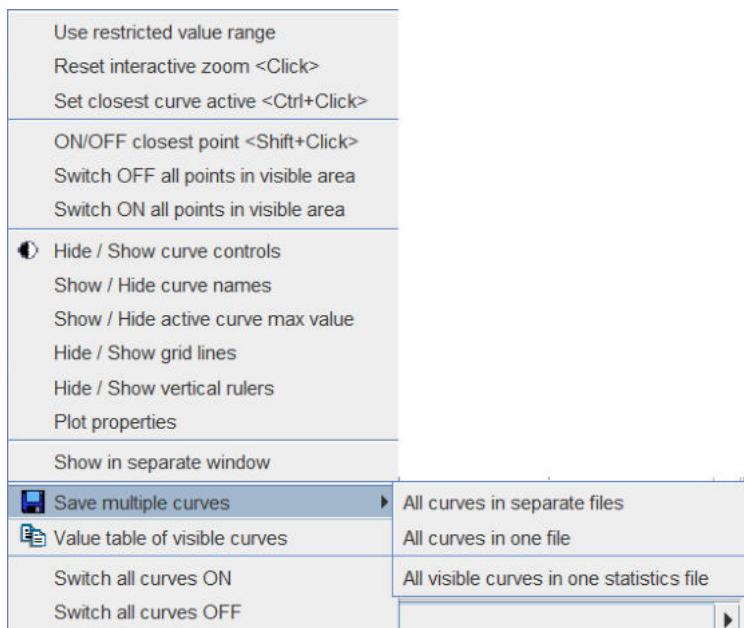 Use restricted value range
Reset interactive zoom <Click>
Set closest curve active <Ctrl+Click>
ON/OFF closest point <Shift+Click>
Switch OFF all points in visible area
Switch ON all points in visible area
Hide / Show curve controls
Show / Hide curve names
Show / Hide active curve max value
Hide / Show grid lines
Hide / Show vertical rulers
Plot properties
Show in separate window
Save multiple curves
Value table of visible curves
Switch all curves ON
Switch all curves OFF
All curves in separate files
All curves in one file
All visible curves in one statistics file